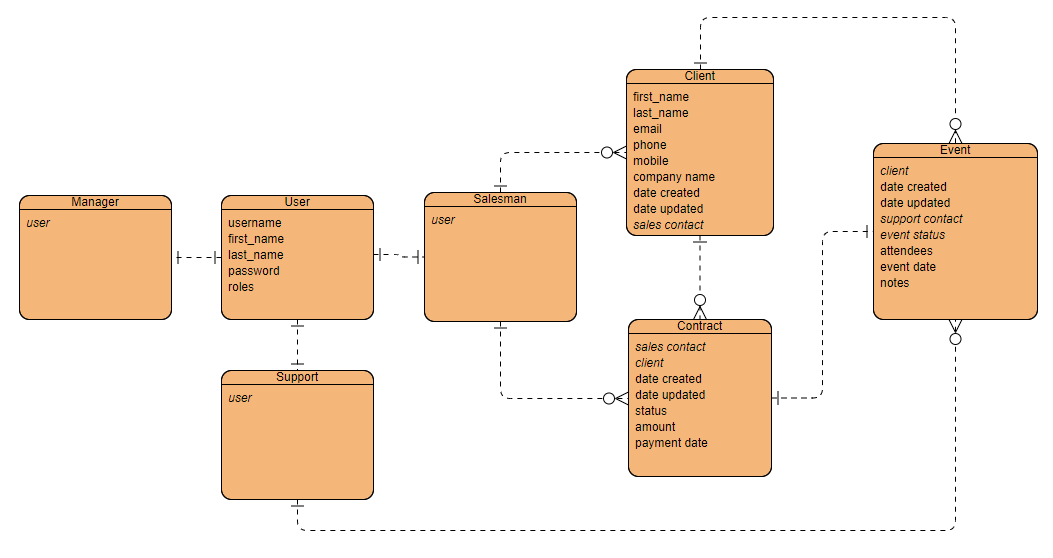 Client
first_name
last_name
email
phone
mobile
company name
date created
date updated
sales contact
Event
client
date created
date updated
support contact
event status
attendees
event date
notes
Manager
user
User
username
first_name
last_name
password
roles
Salesman
user
Contract
sales contact
client
date created
date updated
status
amount
payment date
Support
user